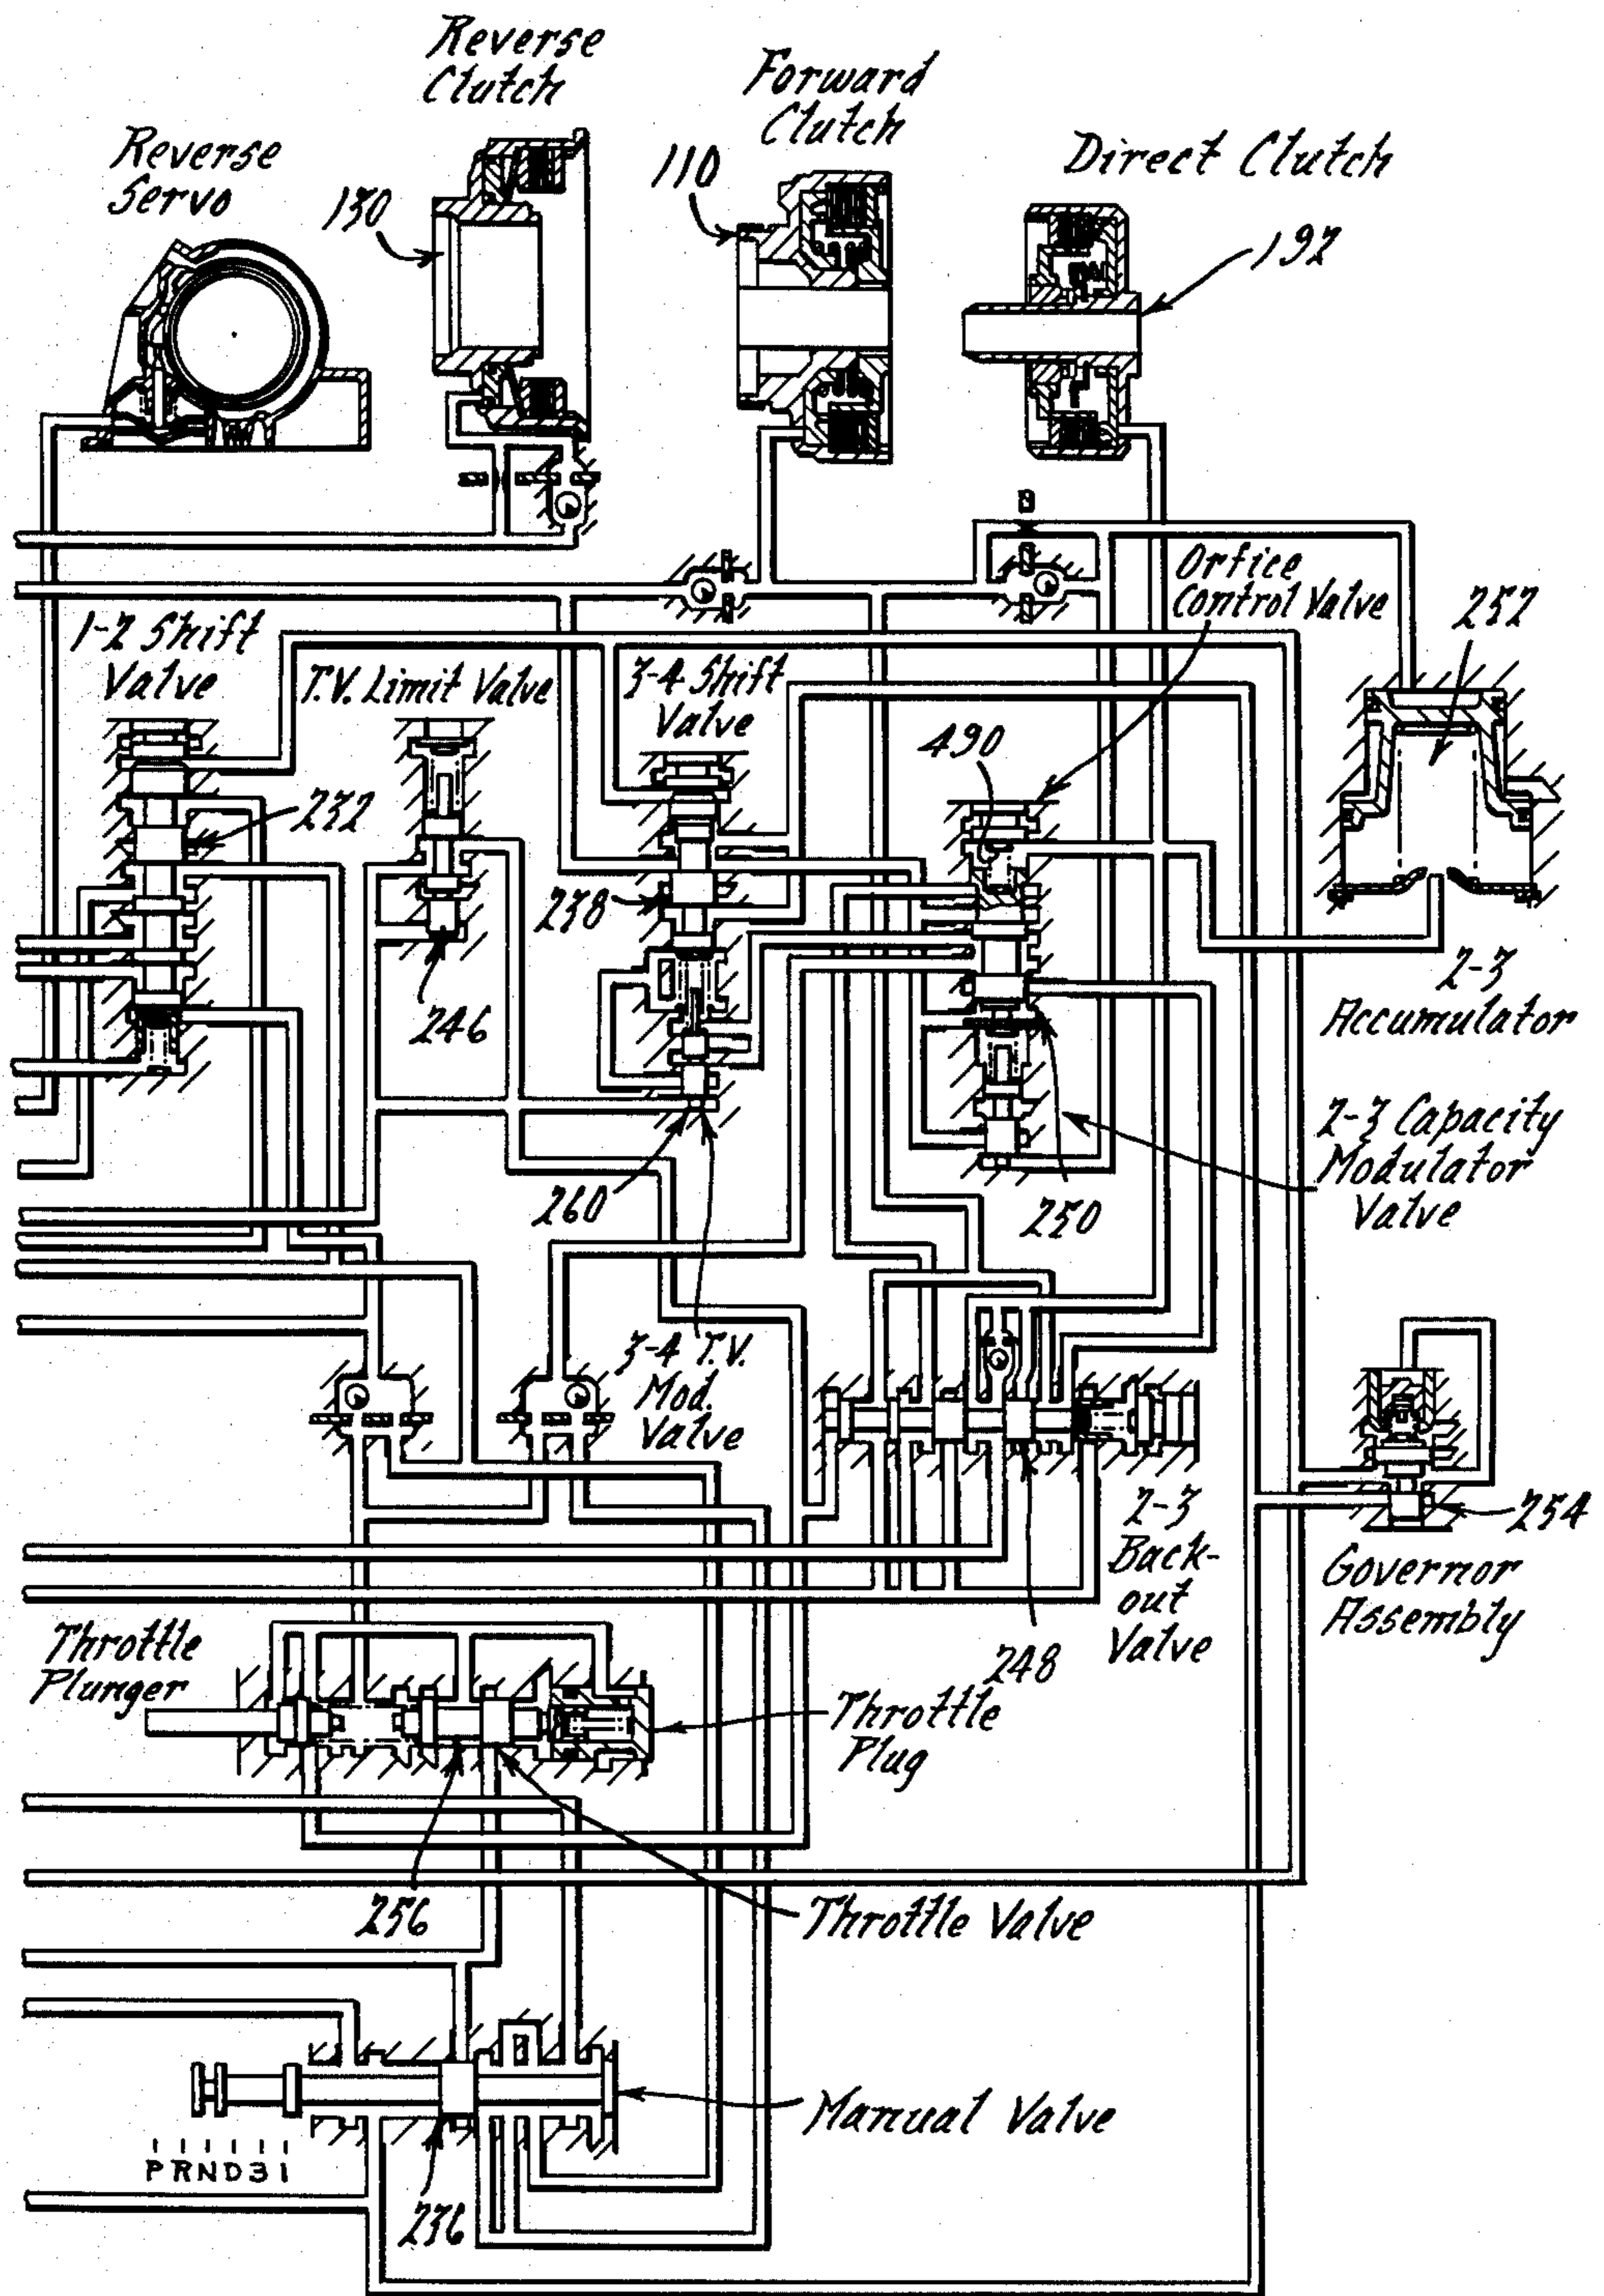 Reverse
Clutch
Forward
Clutch
Reverse
Servo
130
110
Direct Clutch
192
Orfice
Control Valve
252
1-2 Shift
Valve
T.V. Limit Valve
3-4 Shift
Valve
490
232
238
246
2-3
Accumulator
260
250
2-3 Capacity
Modulator
Valve
3-4 T.V.
Mod.
Valve
254
2-3
Back-
out
Valve
Governor
Assembly
248
Throttle
Plunger
Throttle
Plug
256
Throttle Valve
Manual Valve
PRND31
236